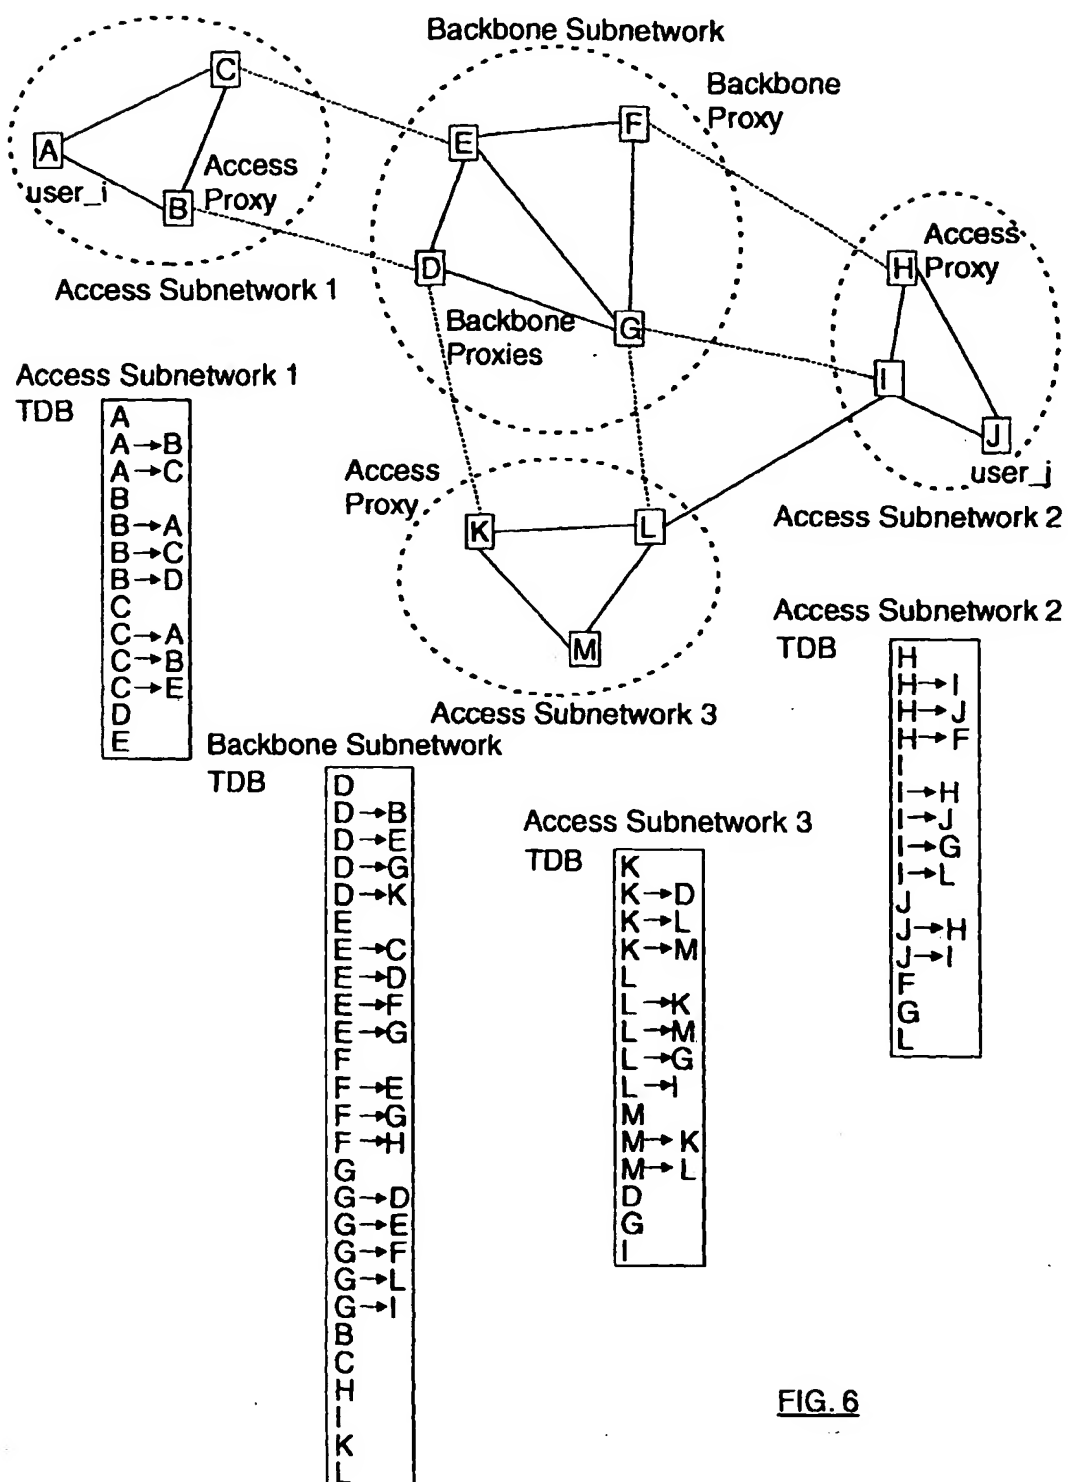 Backbone Subnetwork
Backbone
Proxy
C
E
F
A
user_i
Access
Proxy
B
Access Subnetwork 1
D
Backbone
Proxies
G
Access
Proxy
H
I
J
user_j
Access Subnetwork 2
Access
Proxy
K
L
M
Access Subnetwork 3
Access Subnetwork 1
TDB
A
A→B
A→C
B
B→A
B→C
B→D
C
C→A
C→B
C→E
D
E
Backbone Subnetwork
TDB
D
D→B
D→E
D→G
D→K
E
E→C
E→D
E→F
E→G
F
F→E
F→G
F→H
G
G→D
G→E
G→F
G→L
G→I
B
C
H
I
K
L
Access Subnetwork 3
TDB
K
K→D
K→L
K→M
L
L→K
L→M
L→G
L→I
M
M→K
M→L
D
G
I
Access Subnetwork 2
TDB
H
H→I
H→J
H→F
I
I→H
I→J
I→G
I→L
J
J→H
J→I
F
G
L
FIG. 6